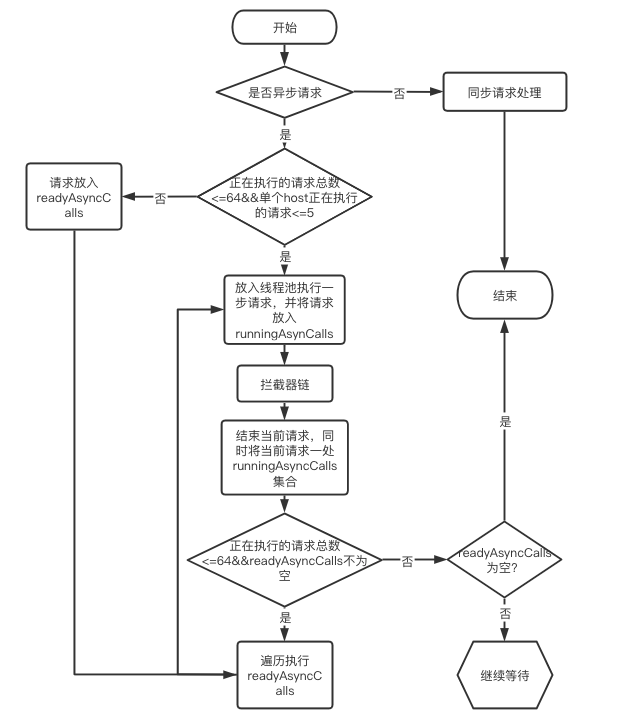 开始
是否异步请求
否
同步请求处理
是
正在执行的请求总数
<=64&&单个host正在执行
的请求<=5
否
请求放入
readyAsyncC
alls
是
放入线程池执行一
步请求，并将请求
放入
runningAsynCalls
结束
拦截器链
结束当前请求，同
时将当前请求一处
runningAsyncCalls
集合
是
正在执行的请求总数
<=64&&readyAsyncCalls不为
空
否
readyAsyncCalls
为空?
是
否
遍历执行
readyAsyncC
alls
继续等待